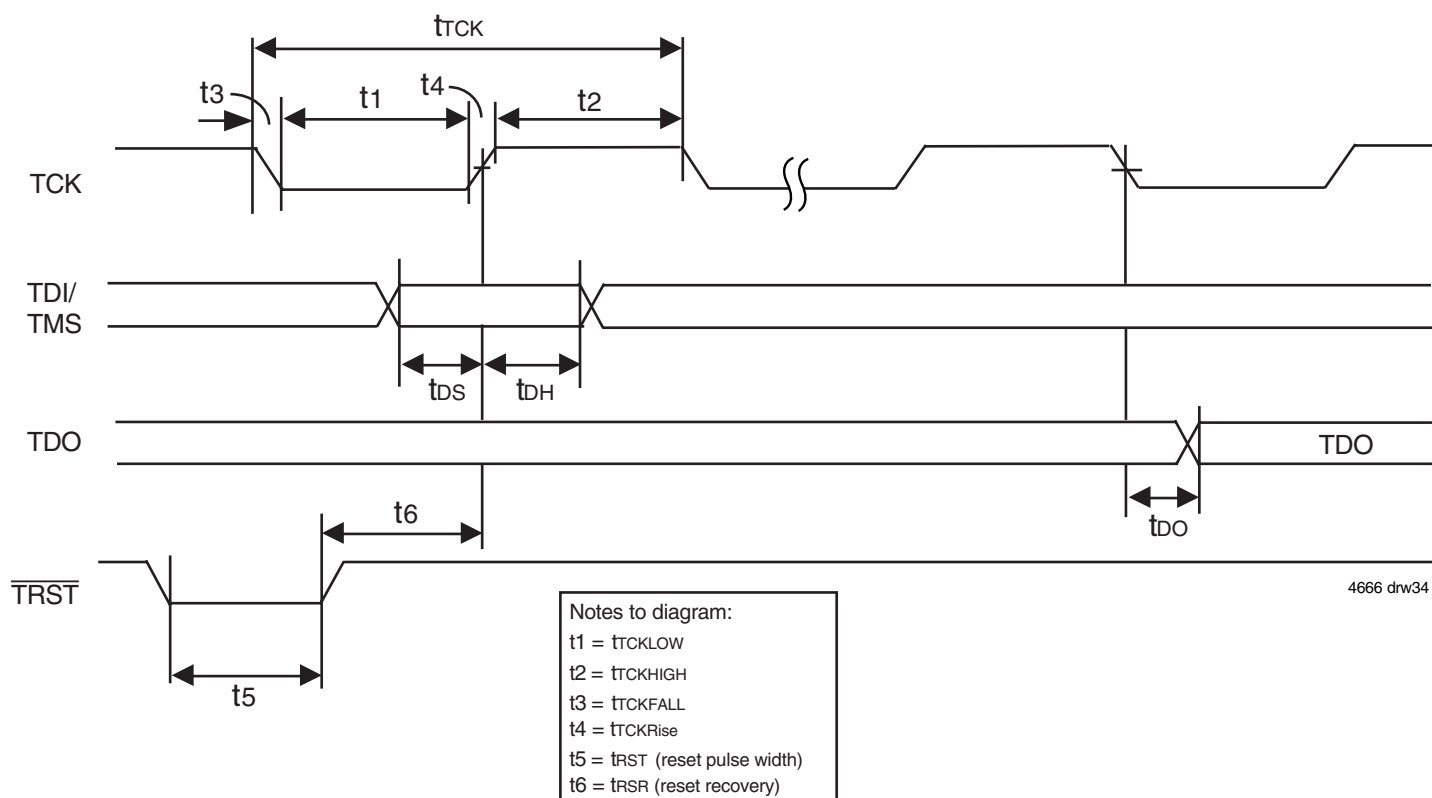 tTCK
t3
t1
t4
t2
TCK
TDI/
TMS
tDS
tDH
TDO
TDO
t6
tDO
TRST
4666 drw34
t5
Notes to diagram:
t1 = tTCKLOW
t2 = tTCKHIGH
t3 = tTCKFALL
t4 = tTCKRise
t5 = tRST (reset pulse width)
t6 = tRSR (reset recovery)